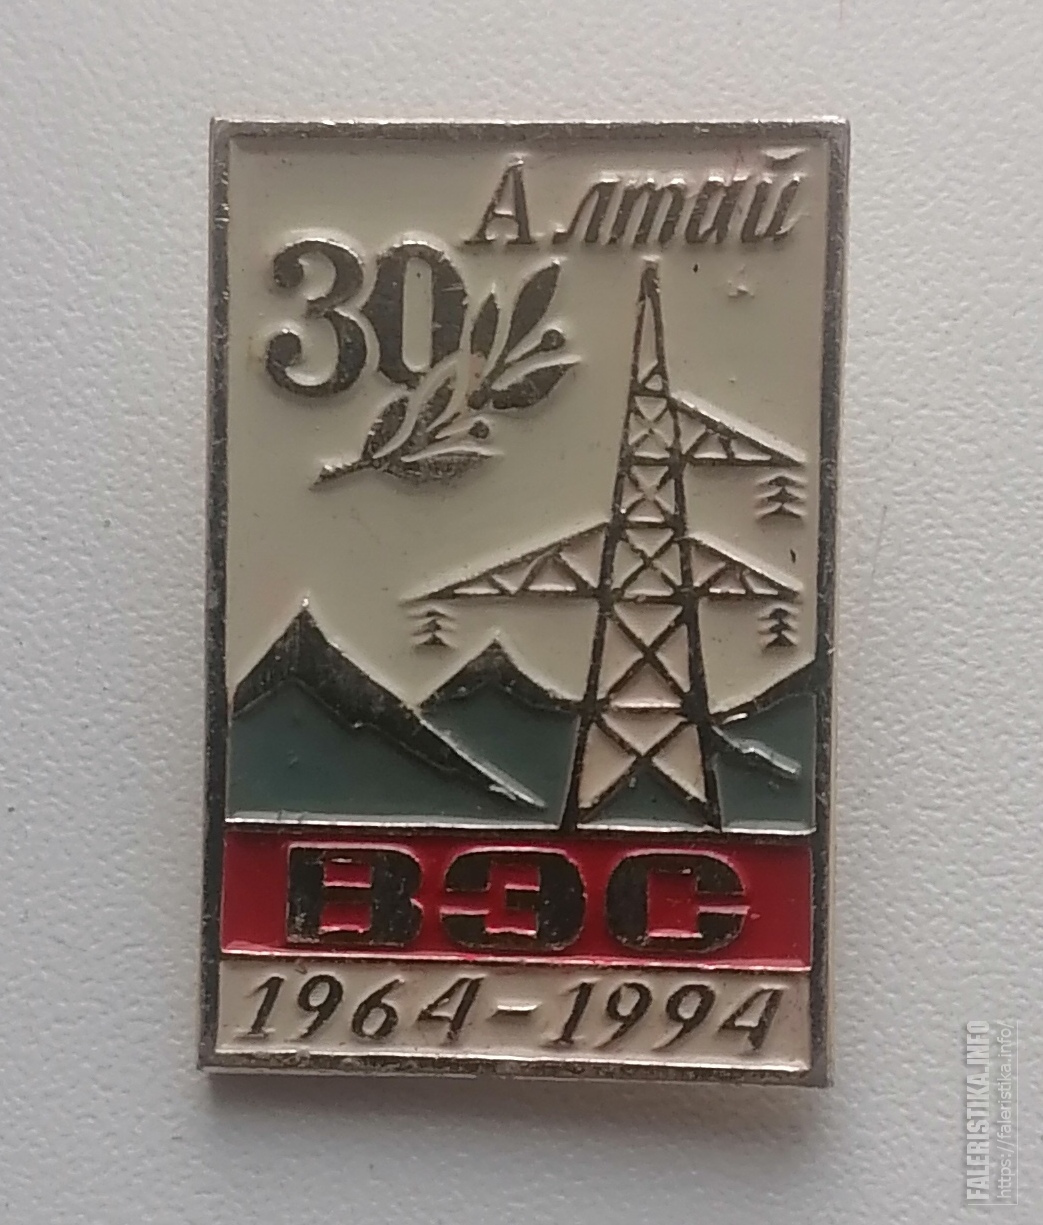 Алтай
30
ВЭС
1964-1994
FALERISTIKA.INFO
https://faleristika.info/